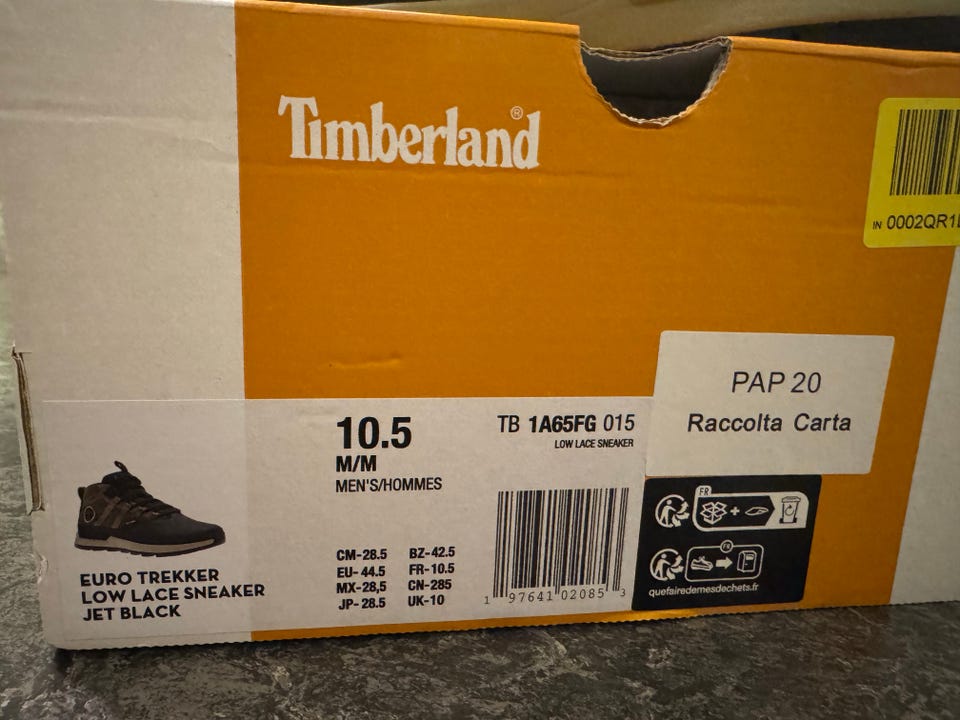 Timberland®
IN 0002QR1
PAP 20
Raccolta Carta
10.5
M/M
MEN'S/HOMMES
TB 1A65FG 015
LOW LACE SNEAKER
CM-28.5 BZ-42.5
EU-44.5 FR-10.5
MX-28,5 CN-285
JP-28.5 UK-10
1 97641 02085 3
EURO TREKKER
LOW LACE SNEAKER
JET BLACK
FR
+
FR
quefairedemesdechets.fr